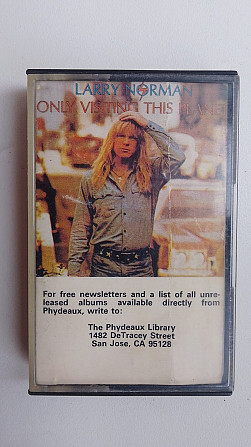 LARRY NORMAN
ONLY VISITING THIS PLANET
For free newsletters and a list of all unre-
leased albums available directly from
Phydeaux, write to:
The Phydeaux Library
1482 DeTracey Street
San Jose, CA 95128